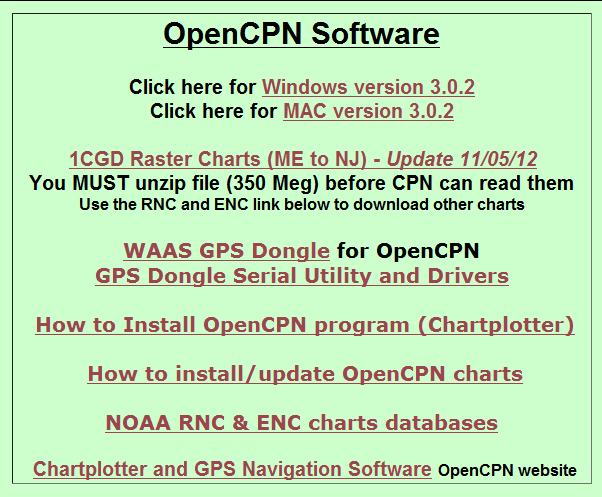 OpenCPN Software
Click here for Windows version 3.0.2
Click here for MAC version 3.0.2
1CGD Raster Charts (ME to NJ) - Update 11/05/12
You MUST unzip file (350 Meg) before CPN can read them
Use the RNC and ENC link below to download other charts
WAAS GPS Dongle for OpenCPN
GPS Dongle Serial Utility and Drivers
How to Install OpenCPN program (Chartplotter)
How to install/update OpenCPN charts
NOAA RNC & ENC charts databases
Chartplotter and GPS Navigation Software OpenCPN website